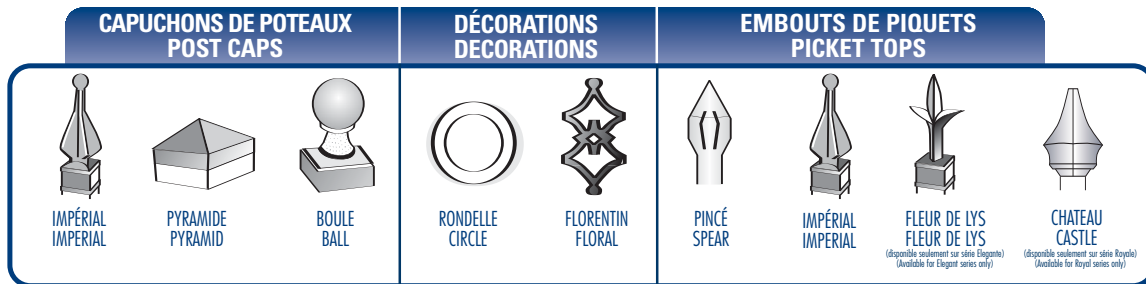 CAPUCHONS DE POTEAUX
POST CAPS
DÉCORATIONS
DECORATIONS
EMBOUTS DE PIQUETS
PICKET TOPS
IMPÉRIAL
IMPERIAL
PYRAMIDE
PYRAMID
BOULE
BALL
RONDELLE
CIRCLE
FLORENTIN
FLORAL
PINCÉ
SPEAR
IMPÉRIAL
IMPERIAL
FLEUR DE LYS
FLEUR DE LYS
(disponible seulement sur série Elegante)
(Available for Elegant series only)
CHATEAU
CASTLE
(disponible seulement sur série Royale)
(Available for Royal series only)